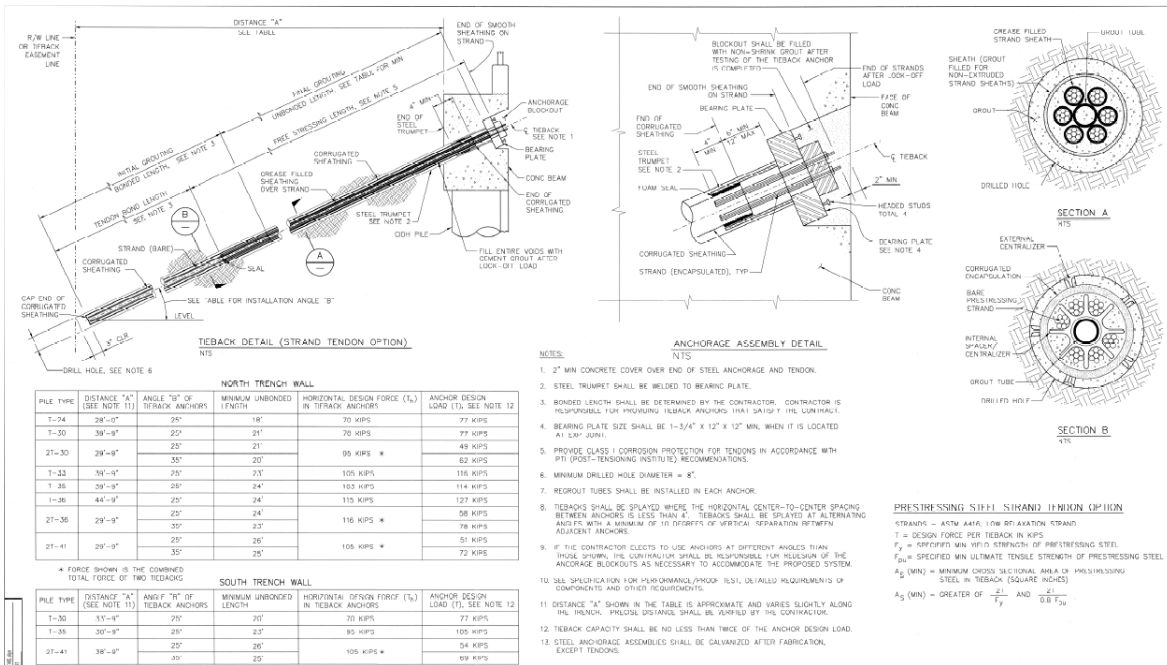 DISTANCE "A"
SEE TABLE
R/W LINE
OR TIEBACK
EASEMENT
LINE
END OF SMOOTH
SHEATHING ON
STRAND
FINAL GROUTING
UNBONDED LENGTH, SEE TABLE FOR MIN
FREE STRESSING LENGTH, SEE NOTE 5
4" MIN
END OF
STEEL
TRUMPET
ANCHORAGE
BLOCKOUT
℄ TIEBACK
SEE NOTE 1
BEARING
PLATE
CONC BEAM
END OF
CORRUGATED
SHEATHING
INITIAL GROUTING
BONDED LENGTH, SEE NOTE 3
TENDON BOND LENGTH
SEE NOTE 3
CORRUGATED
SHEATHING
GREASE FILLED
SHEATHING
OVER STRAND
STEEL TRUMPET
SEE NOTE 2
CIDH PILE
FILL ENTIRE VOIDS WITH
CEMENT GROUT AFTER
LOCK-OFF LOAD
B
STRAND (BARE)
SEAL
A
CORRUGATED
SHEATHING
CAP END OF
CORRUGATED
SHEATHING
SEE TABLE FOR INSTALLATION ANGLE "B"
LEVEL
3" CLR
DRILL HOLE, SEE NOTE 6
TIEBACK DETAIL (STRAND TENDON OPTION)
NTS
BLOCKOUT SHALL BE FILLED
WITH NON-SHRINK GROUT AFTER
TESTING OF THE TIEBACK ANCHOR
IS COMPLETED
END OF SMOOTH SHEATHING
ON STRAND
BEARING PLATE
END OF
CORRUGATED
SHEATHING
4"
MIN
6" MIN
12" MAX
STEEL
TRUMPET
SEE NOTE 2
FOAM SEAL
END OF STRANDS
AFTER LOCK-OFF
LOAD
FACE OF
CONC
BEAM
℄ TIEBACK
2" MIN
HEADED STUDS
TOTAL 4
BEARING PLATE
SEE NOTE 4
CORRUGATED SHEATHING
STRAND (ENCAPSULATED), TYP
CONC
BEAM
ANCHORAGE ASSEMBLY DETAIL
NTS
GREASE FILLED
STRAND SHEATH
GROUT TUBE
SHEATH (GROUT
FILLED FOR
NON-EXTRUDED
STRAND SHEATHS)
GROUT
DRILLED HOLE
SECTION A
NTS
EXTERNAL
CENTRALIZER
CORRUGATED
ENCAPSULATION
BARE
PRESTRESSING
STRAND
INTERNAL
SPACER/
CENTRALIZER
GROUT TUBE
DRILLED HOLE
SECTION B
NTS
NORTH TRENCH WALL
PILE TYPE DISTANCE "A" (SEE NOTE 11) ANGLE "B" OF TIEBACK ANCHORS MINIMUM UNBONDED LENGTH HORIZONTAL DESIGN FORCE (Th) IN TIEBACK ANCHORS ANCHOR DESIGN LOAD (T), SEE NOTE 12
T-24 28'-0" 25° 18' 70 KIPS 77 KIPS
T-30 39'-9" 25° 21' 70 KIPS 77 KIPS
2T-30 29'-9" 25° 21' 95 KIPS * 49 KIPS
35° 20' 62 KIPS
T-33 39'-9" 25° 23' 105 KIPS 116 KIPS
T-35 39'-9" 25° 24' 103 KIPS 114 KIPS
T-36 44'-9" 25° 24' 115 KIPS 127 KIPS
2T-36 29'-9" 25° 24' 116 KIPS * 58 KIPS
35° 23' 78 KIPS
2T-41 29'-9" 25° 26' 105 KIPS * 51 KIPS
35° 25' 72 KIPS
* FORCE SHOWN IS THE COMBINED
TOTAL FORCE OF TWO TIEBACKS
SOUTH TRENCH WALL
PILE TYPE DISTANCE "A" (SEE NOTE 11) ANGLE "B" OF TIEBACK ANCHORS MINIMUM UNBONDED LENGTH HORIZONTAL DESIGN FORCE (Th) IN TIEBACK ANCHORS ANCHOR DESIGN LOAD (T), SEE NOTE 12
T-30 33'-9" 25° 20' 70 KIPS 77 KIPS
T-35 30'-9" 25° 23' 95 KIPS 105 KIPS
2T-41 38'-9" 25° 26' 105 KIPS * 54 KIPS
35° 25' 69 KIPS
NOTES:
1. 2" MIN CONCRETE COVER OVER END OF STEEL ANCHORAGE AND TENDON.
2. STEEL TRUMPET SHALL BE WELDED TO BEARING PLATE.
3. BONDED LENGTH SHALL BE DETERMINED BY THE CONTRACTOR. CONTRACTOR IS
RESPONSIBLE FOR PROVIDING TIEBACK ANCHORS THAT SATISFY THE CONTRACT.
4. BEARING PLATE SIZE SHALL BE 1-3/4" X 12" X 12" MIN, WHEN IT IS LOCATED
AT EXP JOINT.
5. PROVIDE CLASS I CORROSION PROTECTION FOR TENDONS IN ACCORDANCE WITH
PTI (POST-TENSIONING INSTITUTE) RECOMMENDATIONS.
6. MINIMUM DRILLED HOLE DIAMETER = 8".
7. REGROUT TUBES SHALL BE INSTALLED IN EACH ANCHOR.
8. TIEBACKS SHALL BE SPLAYED WHERE THE HORIZONTAL CENTER-TO-CENTER SPACING
BETWEEN ANCHORS IS LESS THAN 4'. TIEBACKS SHALL BE SPLAYED AT ALTERNATING
ANGLES WITH A MINIMUM OF 10 DEGREES OF VERTICAL SEPARATION BETWEEN
ADJACENT ANCHORS.
9. IF THE CONTRACTOR ELECTS TO USE ANCHORS AT DIFFERENT ANGLES THAN
THOSE SHOWN, THE CONTRACTOR SHALL BE RESPONSIBLE FOR REDESIGN OF THE
ANCORAGE BLOCKOUTS AS NECESSARY TO ACCOMMODATE THE PROPOSED SYSTEM.
10. SEE SPECIFICATION FOR PERFORMANCE/PROOF TEST, DETAILED REQUIREMENTS OF
COMPONENTS AND OTHER REQUIREMENTS.
11 DISTANCE "A" SHOWN IN THE TABLE IS APPROXIMATE AND VARIES SLIGHTLY ALONG
THE TRENCH. PRECISE DISTANCE SHALL BE VERIFIED BY THE CONTRACTOR.
12. TIEBACK CAPACITY SHALL BE NO LESS THAN TWICE OF THE ANCHOR DESIGN LOAD.
13. STEEL ANCHORAGE ASSEMBLIES SHALL BE GALVANIZED AFTER FABRICATION,
EXCEPT TENDONS.
PRESTRESSING STEEL STRAND TENDON OPTION
STRANDS - ASTM A416, LOW RELAXATION STRAND
T = DESIGN FORCE PER TIEBACK IN KIPS
Fy = SPECIFIED MIN YIELD STRENGTH OF PRESTRESSING STEEL
Fpu = SPECIFIED MIN ULTIMATE TENSILE STRENGTH OF PRESTRESSING STEEL
AS (MIN) = MINIMUM CROSS SECTIONAL AREA OF PRESTRESSING
STEEL IN TIEBACK (SQUARE INCHES)
AS (MIN) = GREATER OF 2T/Fy AND 2T/0.8 Fpu